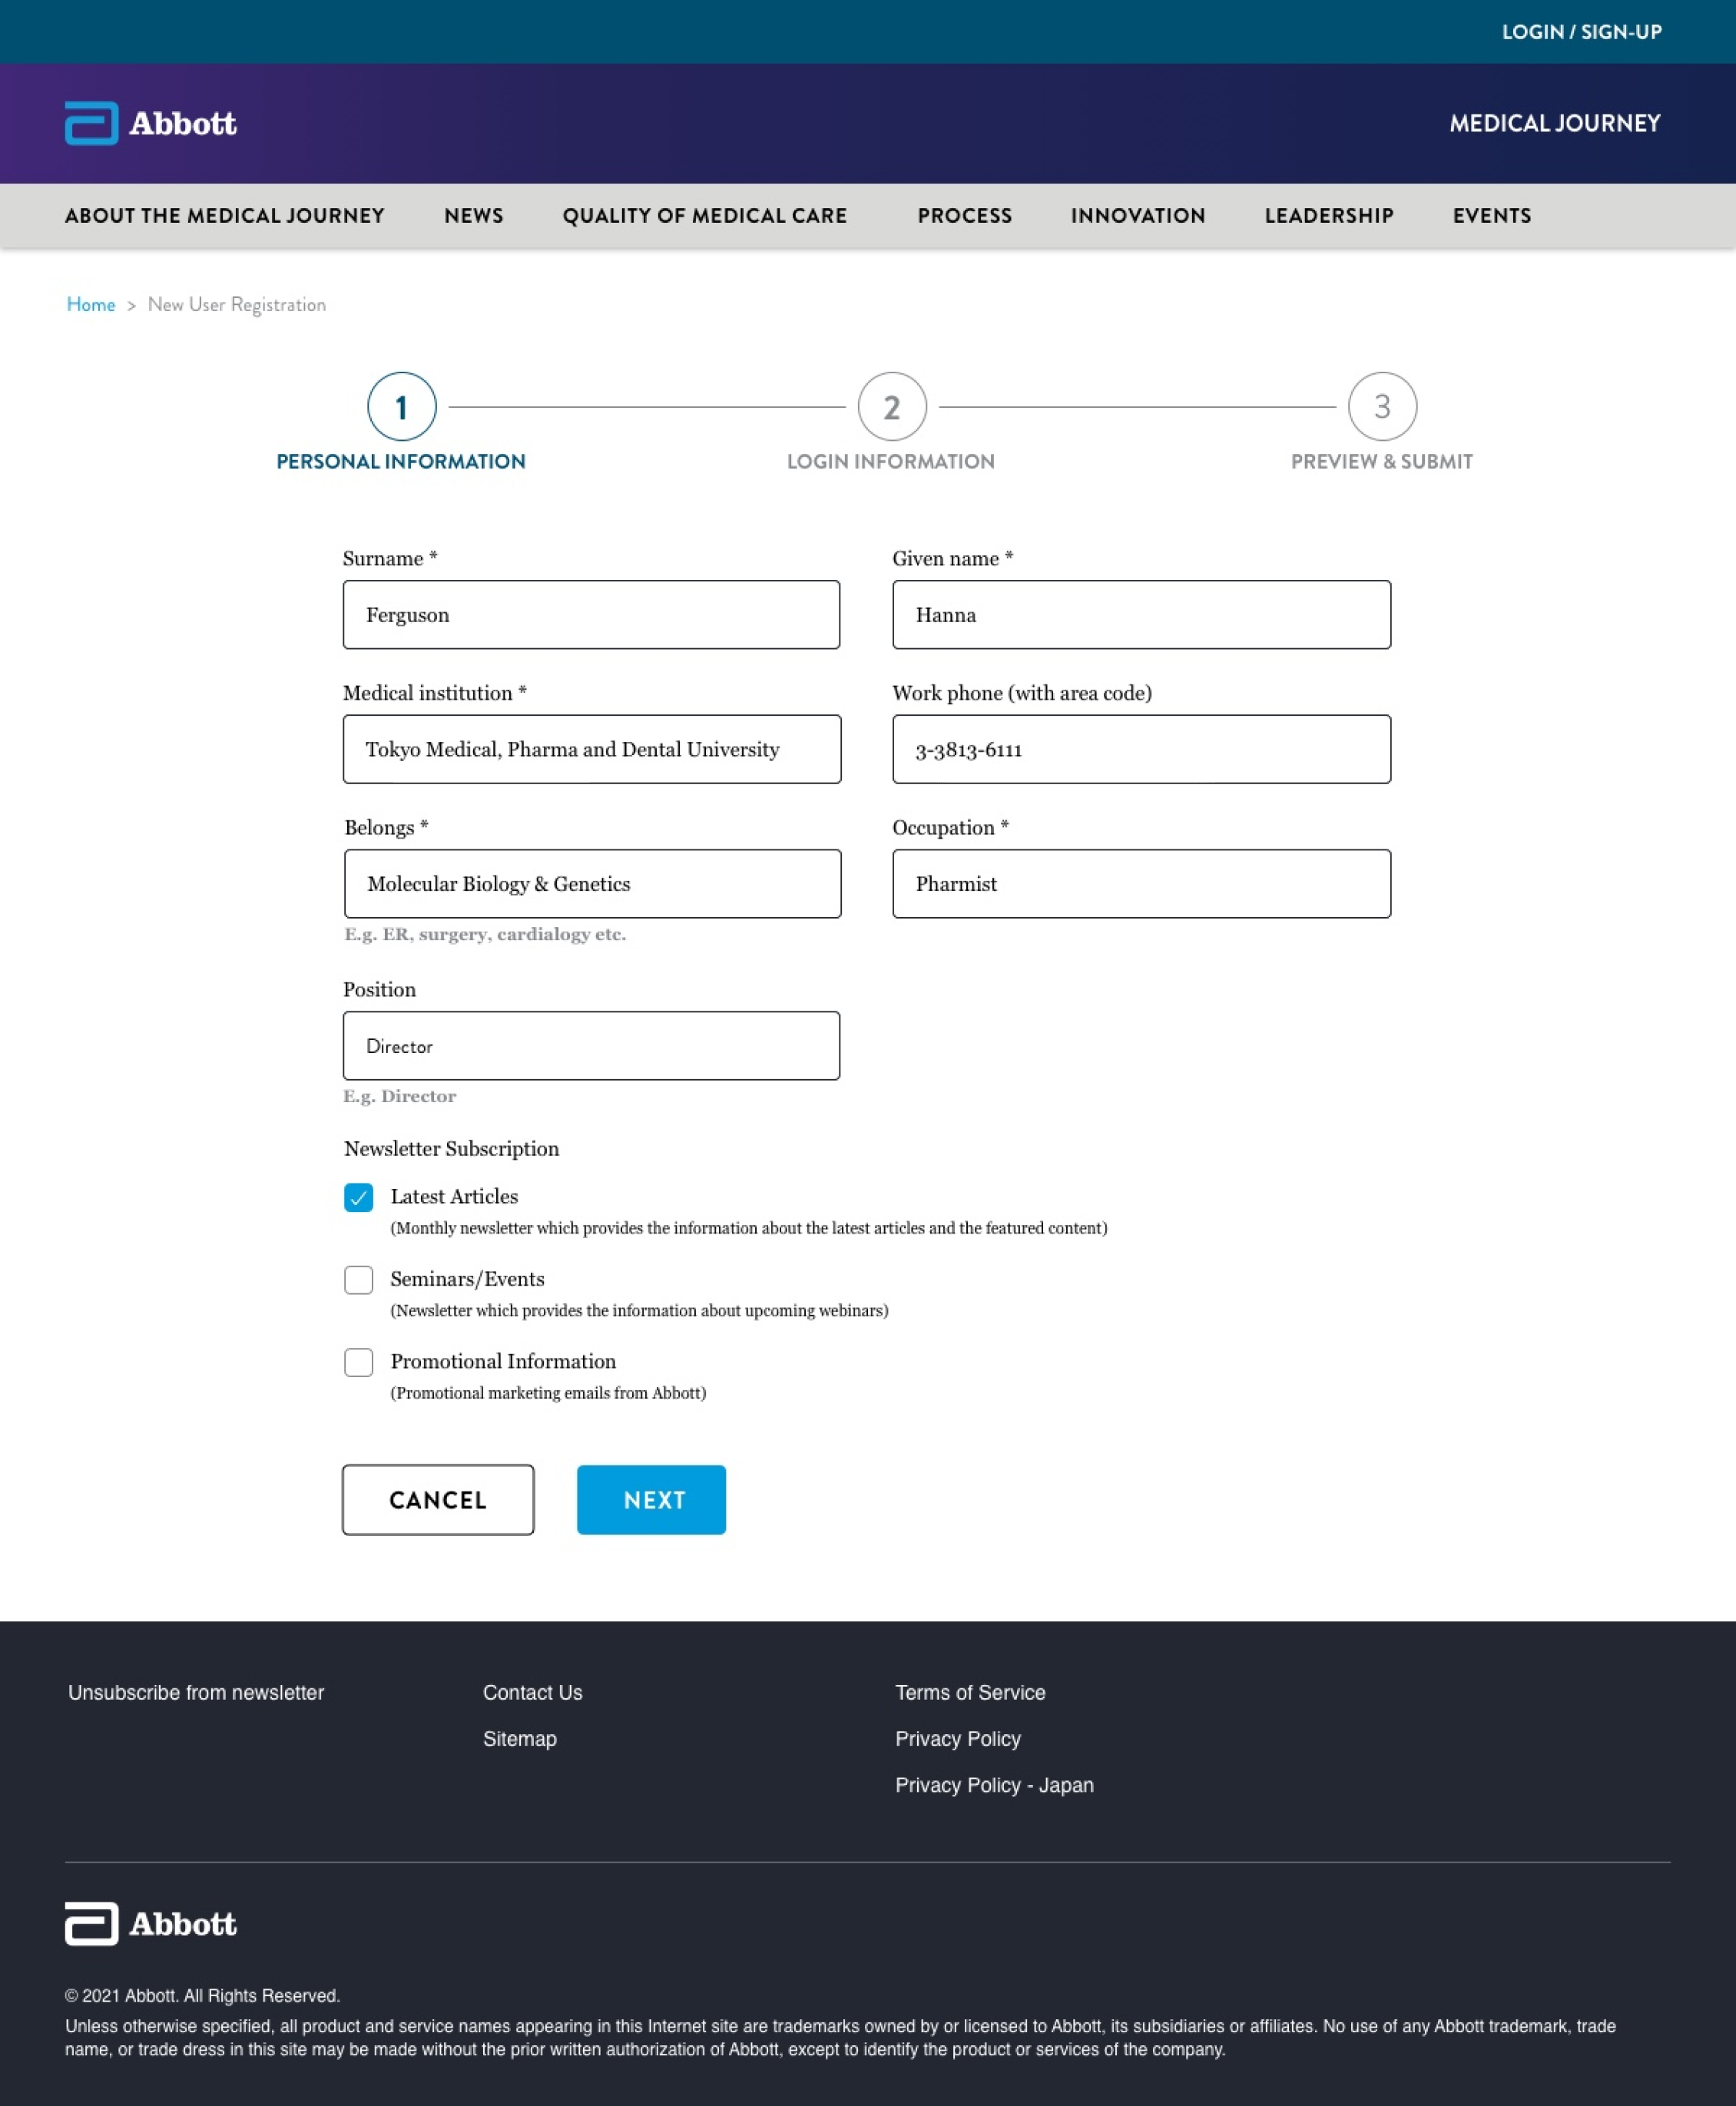 LOGIN / SIGN-UP
Abbott
MEDICAL JOURNEY
ABOUT THE MEDICAL JOURNEY NEWS QUALITY OF MEDICAL CARE PROCESS INNOVATION LEADERSHIP EVENTS
Home > New User Registration
1 2 3
PERSONAL INFORMATION LOGIN INFORMATION PREVIEW & SUBMIT
Surname * Given name *
Ferguson Hanna
Medical institution * Work phone (with area code)
Tokyo Medical, Pharma and Dental University 3-3813-6111
Belongs * Occupation *
Molecular Biology & Genetics Pharmist
E.g. ER, surgery, cardialogy etc.
Position
Director
E.g. Director
Newsletter Subscription
Latest Articles
(Monthly newsletter which provides the information about the latest articles and the featured content)
Seminars/Events
(Newsletter which provides the information about upcoming webinars)
Promotional Information
(Promotional marketing emails from Abbott)
CANCEL NEXT
Unsubscribe from newsletter Contact Us Terms of Service
Sitemap Privacy Policy
Privacy Policy - Japan
Abbott
© 2021 Abbott. All Rights Reserved.
Unless otherwise specified, all product and service names appearing in this Internet site are trademarks owned by or licensed to Abbott, its subsidiaries or affiliates. No use of any Abbott trademark, trade
name, or trade dress in this site may be made without the prior written authorization of Abbott, except to identify the product or services of the company.